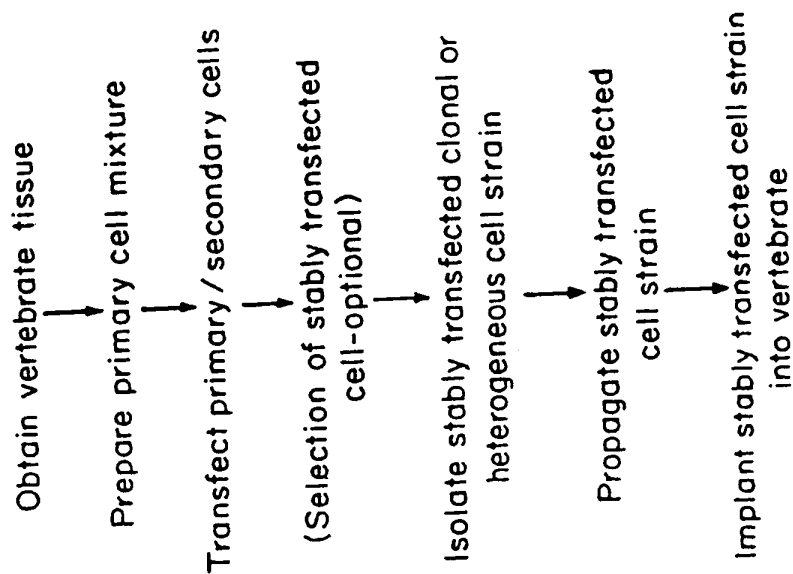 Obtain vertebrate tissue
Prepare primary cell mixture
Transfect primary/secondary cells
(Selection of stably transfected
cell-optional)
Isolate stably transfected clonal or
heterogeneous cell strain
Propagate stably transfected
cell strain
Implant stably transfected cell strain
into vertebrate